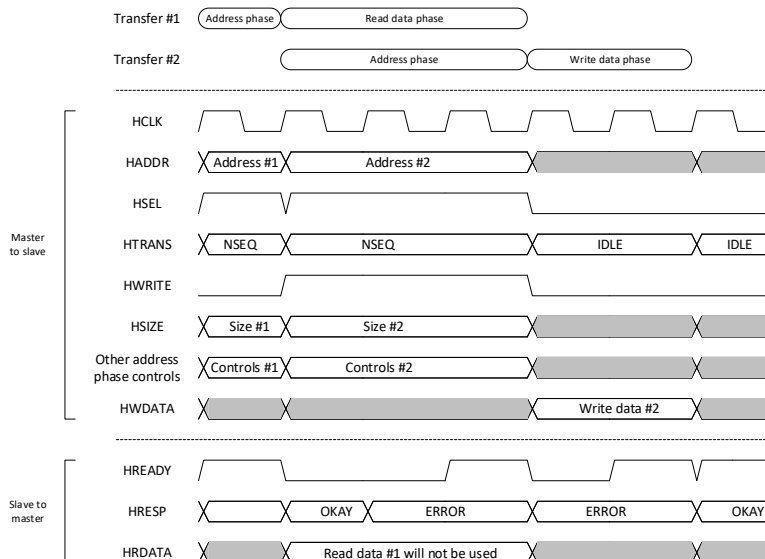 Transfer #1 Address phase Read data phase
Transfer #2 Address phase Write data phase
HCLK
HADDR Address #1 Address #2
HSEL
Master
to slave
HTRANS NSEQ NSEQ IDLE IDLE
HWRITE
HSIZE Size #1 Size #2
Other address
phase controls Controls #1 Controls #2
HWDATA Write data #2
HREADY
Slave to
master
HRESP OKAY ERROR ERROR OKAY
HRDATA Read data #1 will not be used